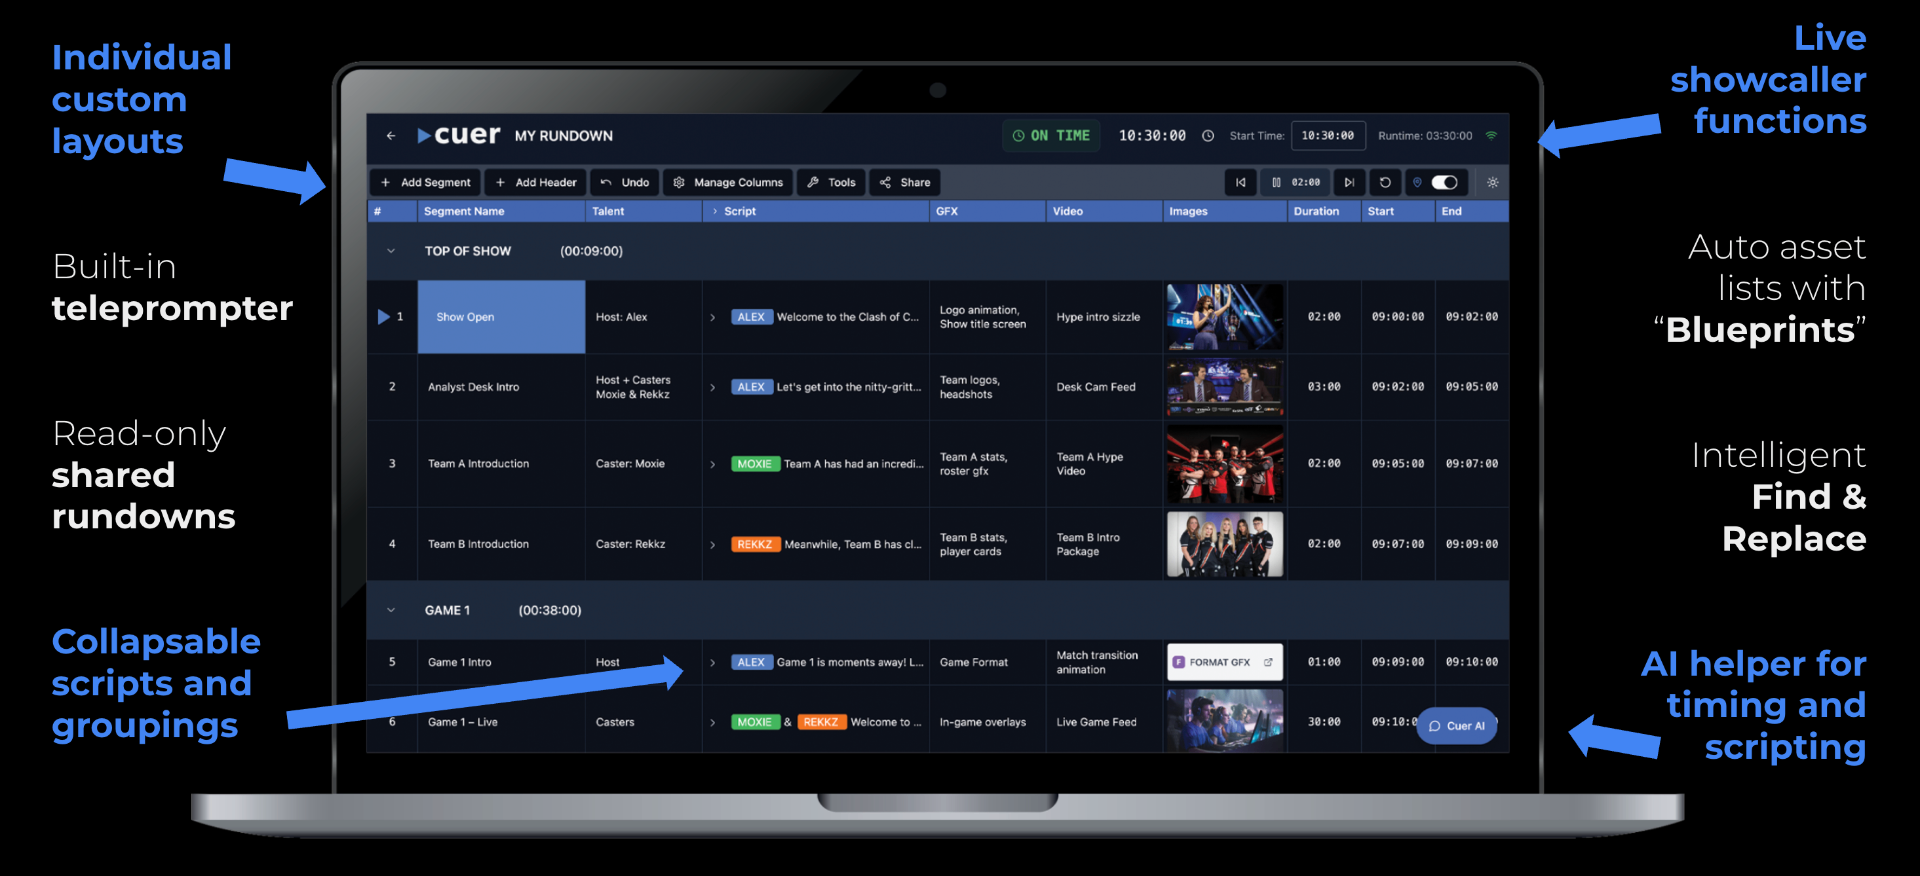 Individual
custom
layouts
Built-in
teleprompter
Read-only
shared
rundowns
Collapsable
scripts and
groupings
cuer MY RUNDOWN ON TIME 10:30:00 Start Time: 10:30:00 Runtime: 03:30:00
+ Add Segment + Add Header Undo Manage Columns Tools Share 02:00
# Segment Name Talent Script GFX Video Images Duration Start End
TOP OF SHOW (00:09:00)
1 Show Open Host: Alex ALEX Welcome to the Clash of C... Logo animation, Show title screen Hype intro sizzle 02:00 09:00:00 09:02:00
2 Analyst Desk Intro Host + Casters Moxie & Rekkz ALEX Let's get into the nitty-gritt... Team logos, headshots Desk Cam Feed 03:00 09:02:00 09:05:00
3 Team A Introduction Caster: Moxie MOXIE Team A has had an incredi... Team A stats, roster gfx Team A Hype Video 02:00 09:05:00 09:07:00
4 Team B Introduction Caster: Rekkz REKKZ Meanwhile, Team B has cl... Team B stats, player cards Team B Intro Package 02:00 09:07:00 09:09:00
GAME 1 (00:38:00)
5 Game 1 Intro Host ALEX Game 1 is moments away! L... Game Format Match transition animation F FORMAT GFX 01:00 09:09:00 09:10:00
6 Game 1 – Live Casters MOXIE & REKKZ Welcome to ... In-game overlays Live Game Feed 30:00 09:10:0
Cuer AI
Live
showcaller
functions
Auto asset
lists with
“Blueprints”
Intelligent
Find &
Replace
AI helper for
timing and
scripting